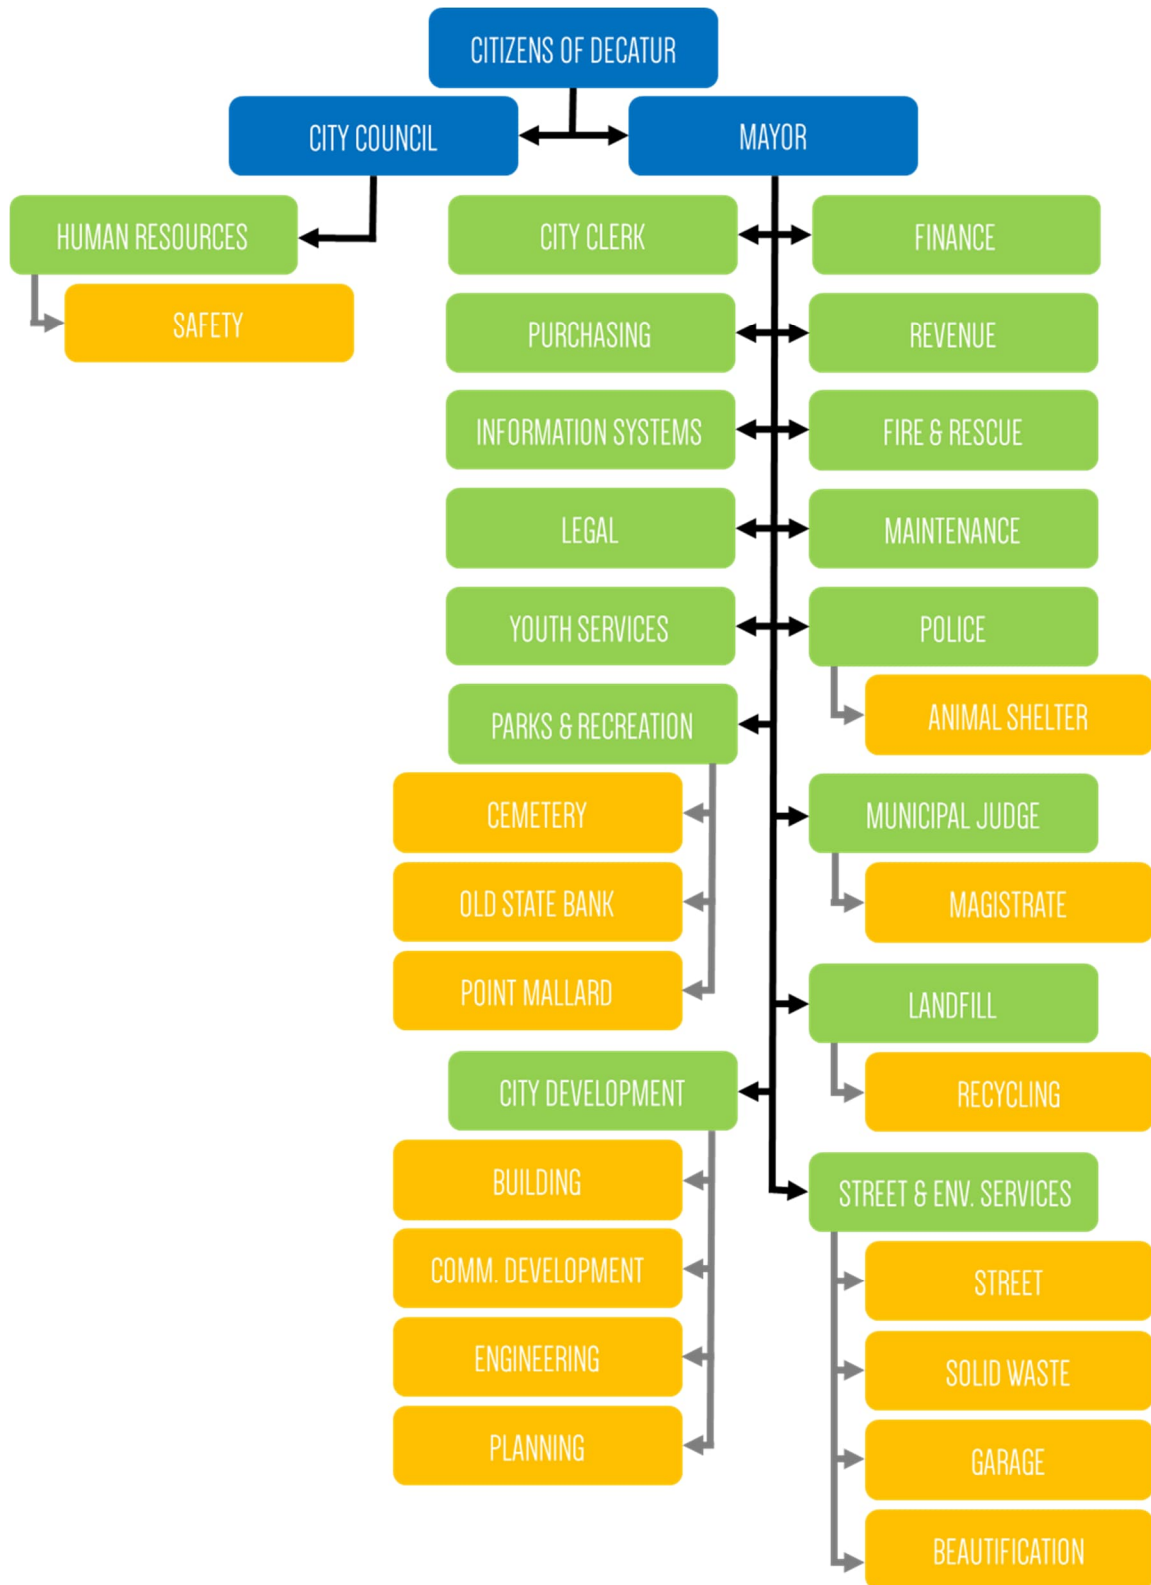 CITIZENS OF DECATUR
CITY COUNCIL
MAYOR
HUMAN RESOURCES
SAFETY
CITY CLERK
FINANCE
PURCHASING
REVENUE
INFORMATION SYSTEMS
FIRE & RESCUE
LEGAL
MAINTENANCE
YOUTH SERVICES
POLICE
ANIMAL SHELTER
PARKS & RECREATION
CEMETERY
OLD STATE BANK
POINT MALLARD
MUNICIPAL JUDGE
MAGISTRATE
LANDFILL
RECYCLING
CITY DEVELOPMENT
BUILDING
COMM. DEVELOPMENT
ENGINEERING
PLANNING
STREET & ENV. SERVICES
STREET
SOLID WASTE
GARAGE
BEAUTIFICATION